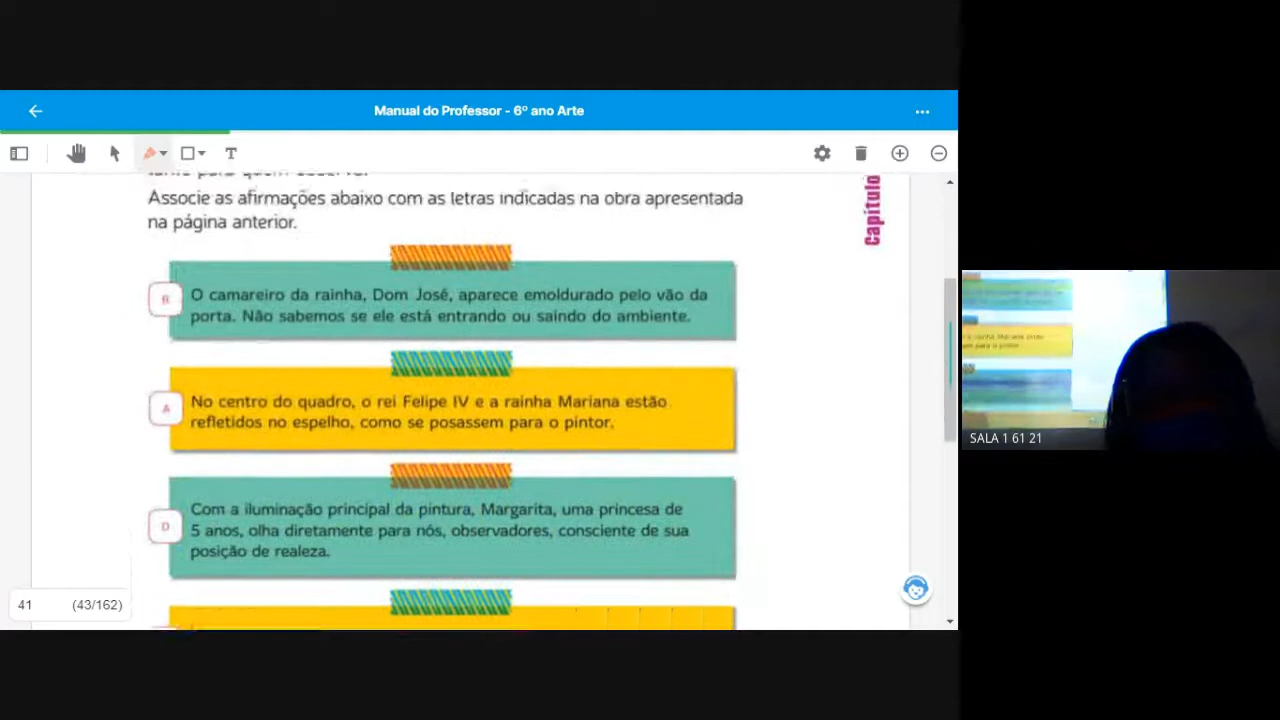 Manual do Professor - 6º ano Arte
T
Associe as afirmações abaixo com as letras indicadas na obra apresentada
na página anterior.
Capítulo
B
O camareiro da rainha, Dom José, aparece emoldurado pelo vão da
porta. Não sabemos se ele está entrando ou saindo do ambiente.
A
No centro do quadro, o rei Felipe IV e a rainha Mariana estão
refletidos no espelho, como se posassem para o pintor.
D
Com a iluminação principal da pintura, Margarita, uma princesa de
5 anos, olha diretamente para nós, observadores, consciente de sua
posição de realeza.
41 (43/162)
SALA 1 61 21